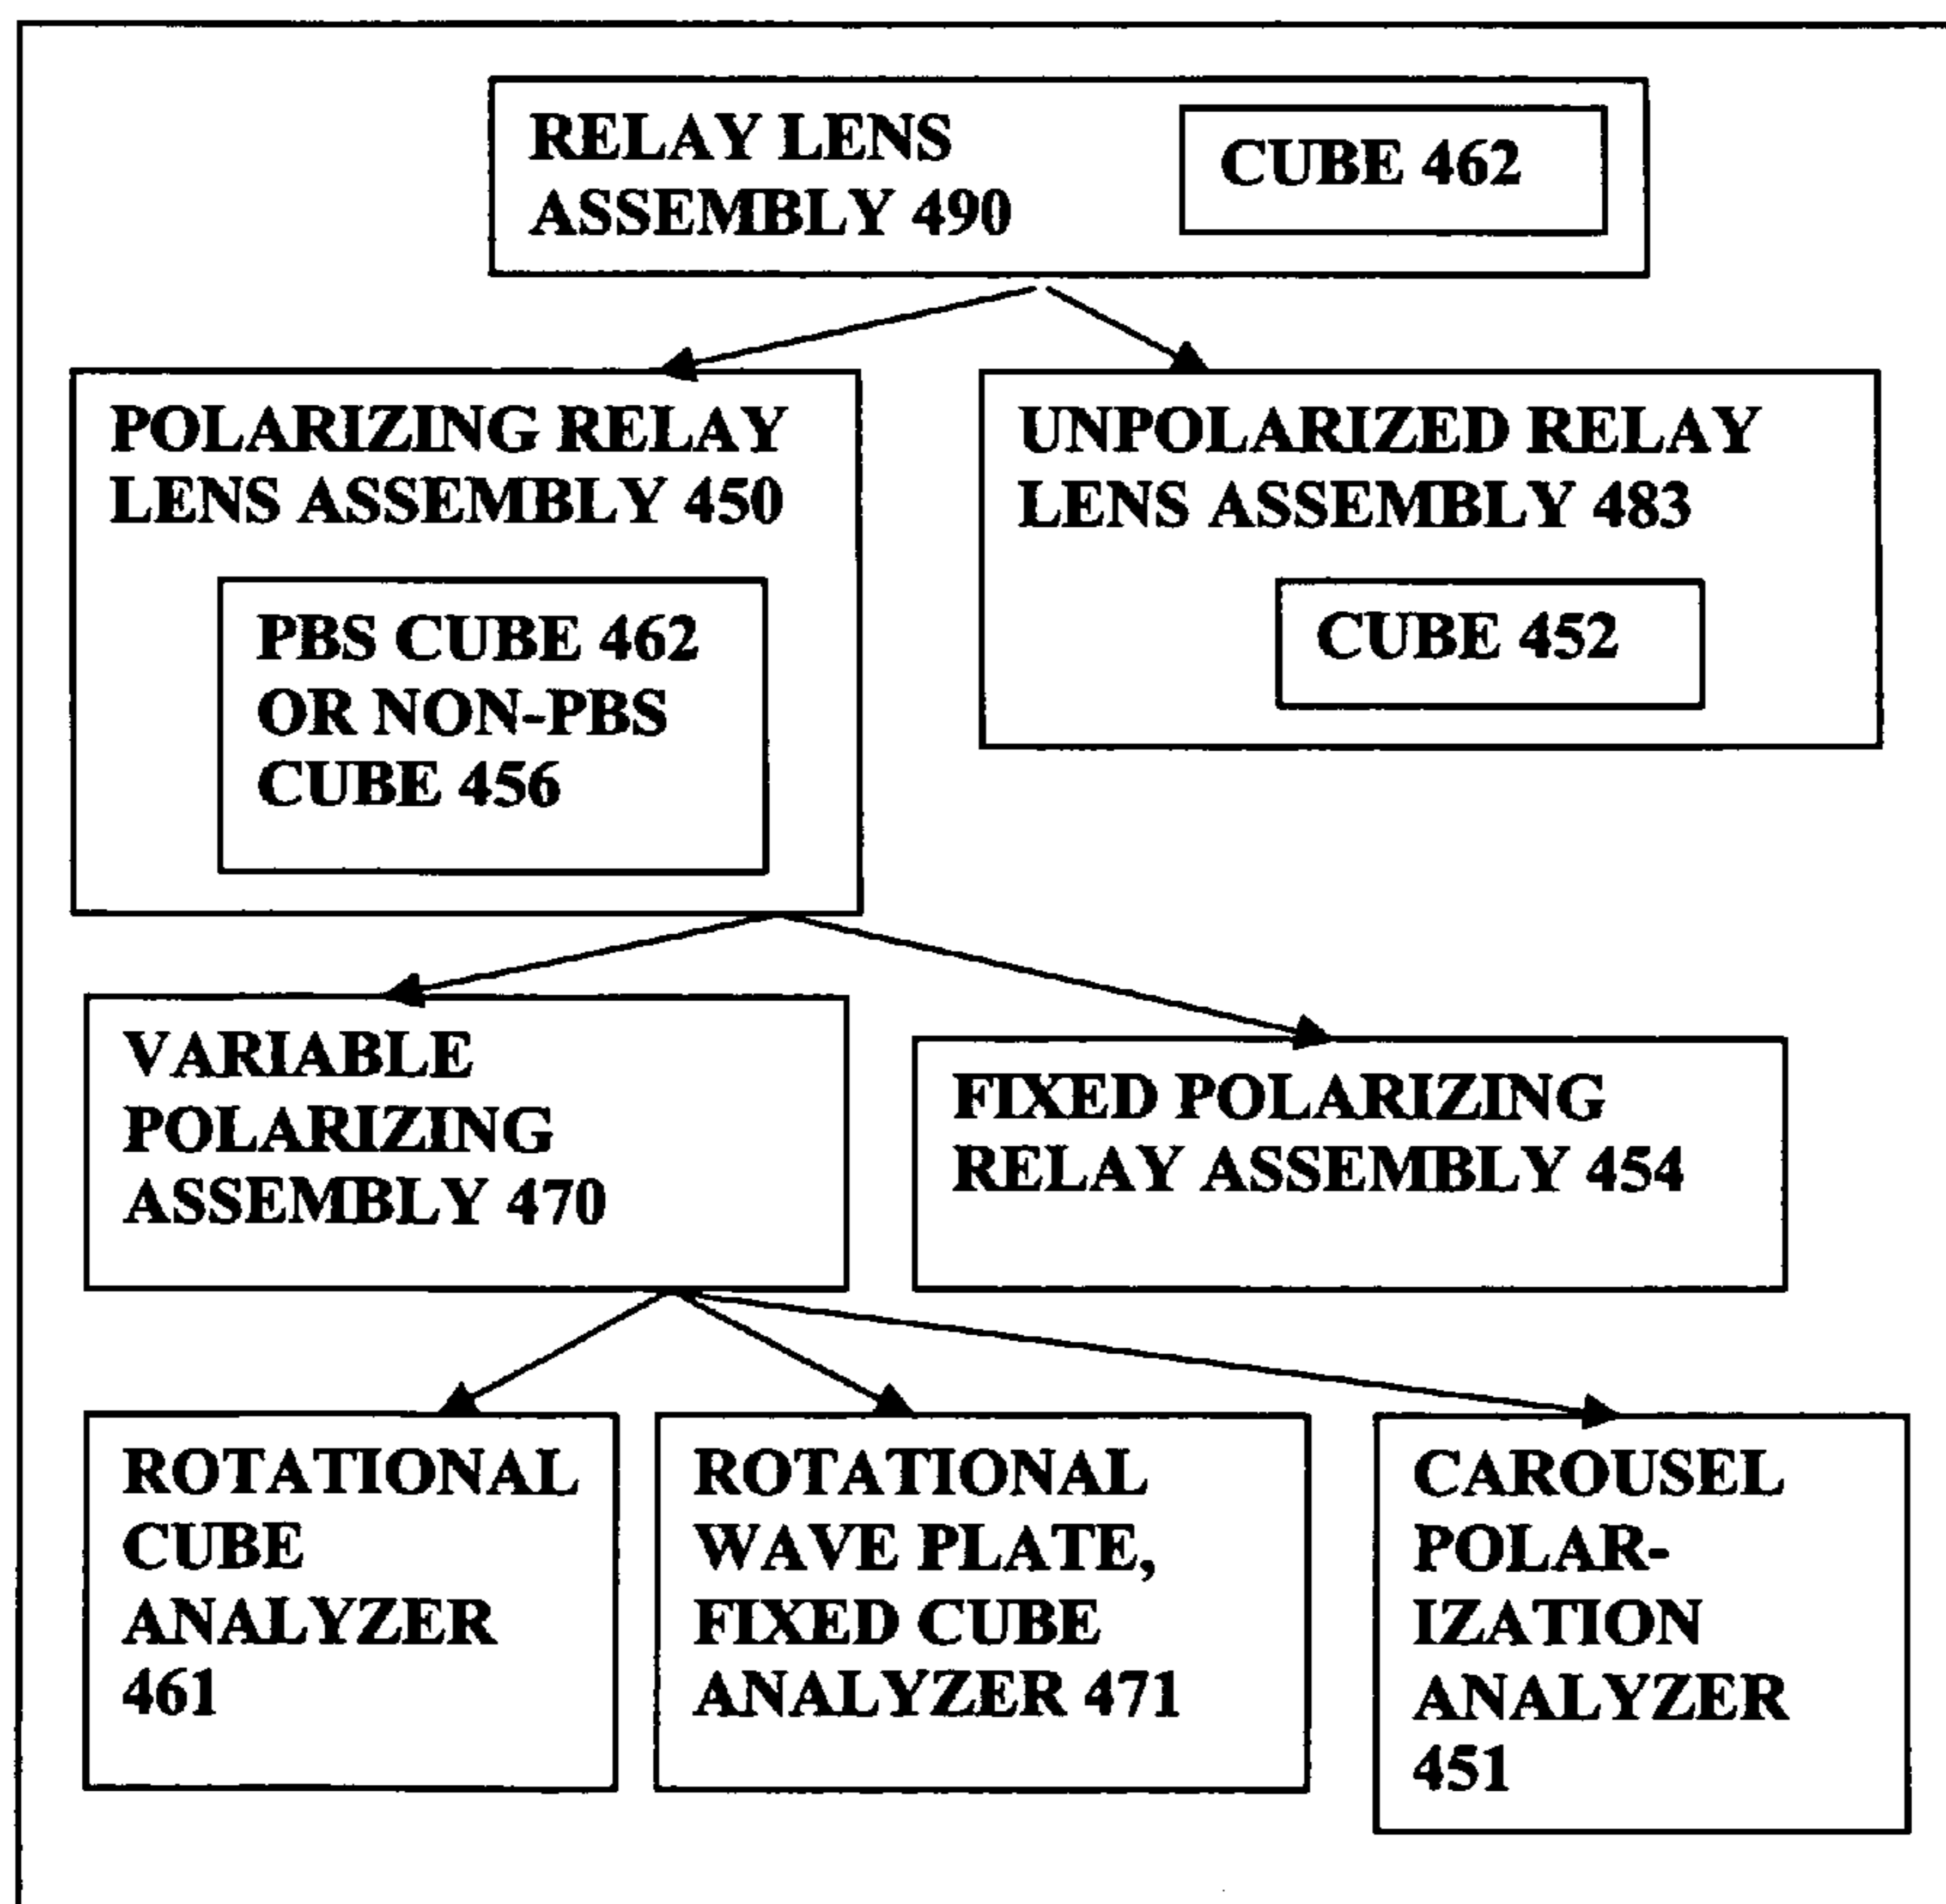 RELAY LENS
ASSEMBLY 490
CUBE 462
POLARIZING RELAY
LENS ASSEMBLY 450
PBS CUBE 462
OR NON-PBS
CUBE 456
UNPOLARIZED RELAY
LENS ASSEMBLY 483
CUBE 452
VARIABLE
POLARIZING
ASSEMBLY 470
FIXED POLARIZING
RELAY ASSEMBLY 454
ROTATIONAL
CUBE
ANALYZER
461
ROTATIONAL
WAVE PLATE,
FIXED CUBE
ANALYZER 471
CAROUSEL
POLAR-
IZATION
ANALYZER
451